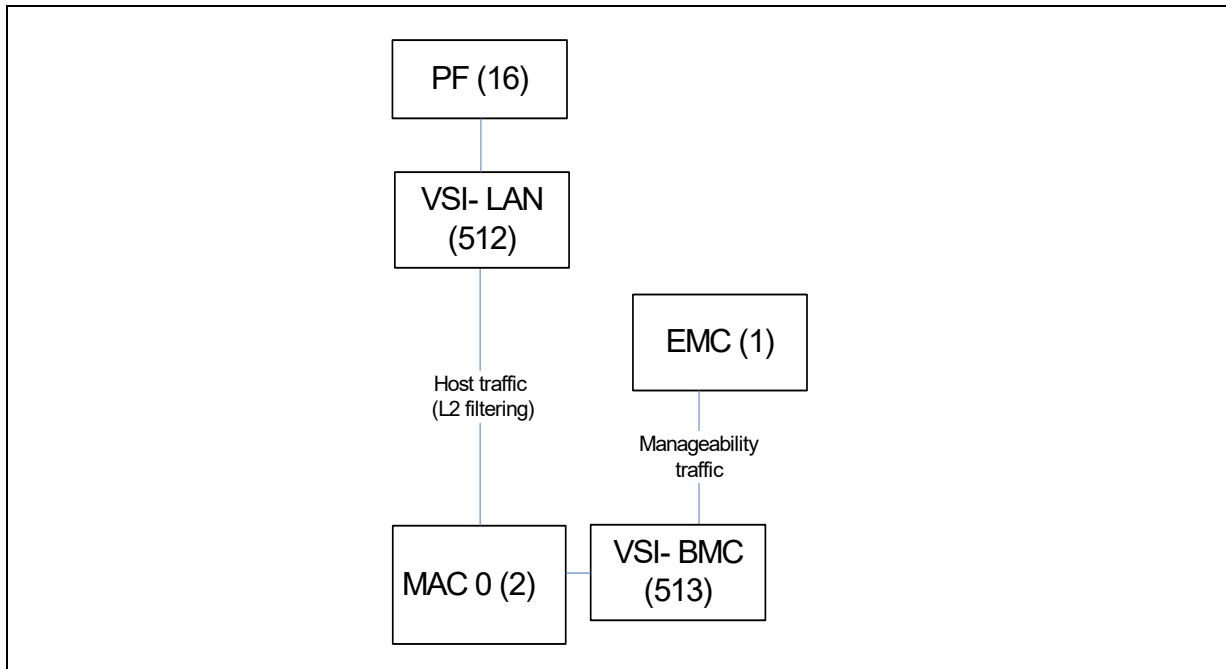 PF (16)
VSI- LAN
(512)
EMC (1)
Host traffic
(L2 filtering)
Manageability
traffic
MAC 0 (2)
VSI- BMC
(513)